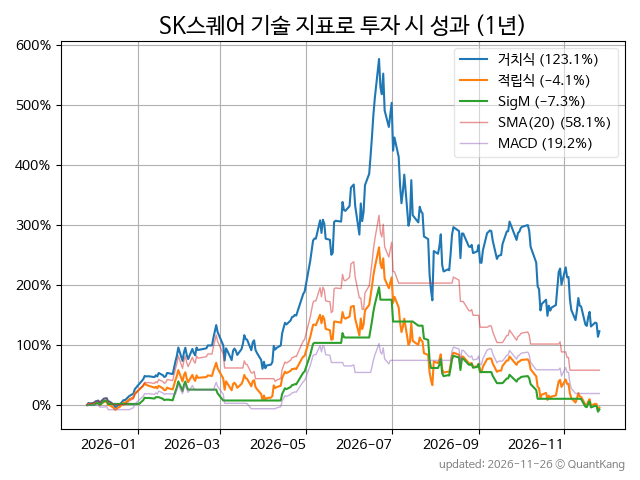 SK스퀘어 기술 지표로 투자 시 성과 (1년)
600%
500%
400%
300%
200%
100%
0%
거치식 (123.1%)
적립식 (−4.1%)
SigM (−7.3%)
SMA(20) (58.1%)
MACD (19.2%)
2026-01
2026-03
2026-05
2026-07
2026-09
2026-11
updated: 2026-11-26 ⓒ QuantKang